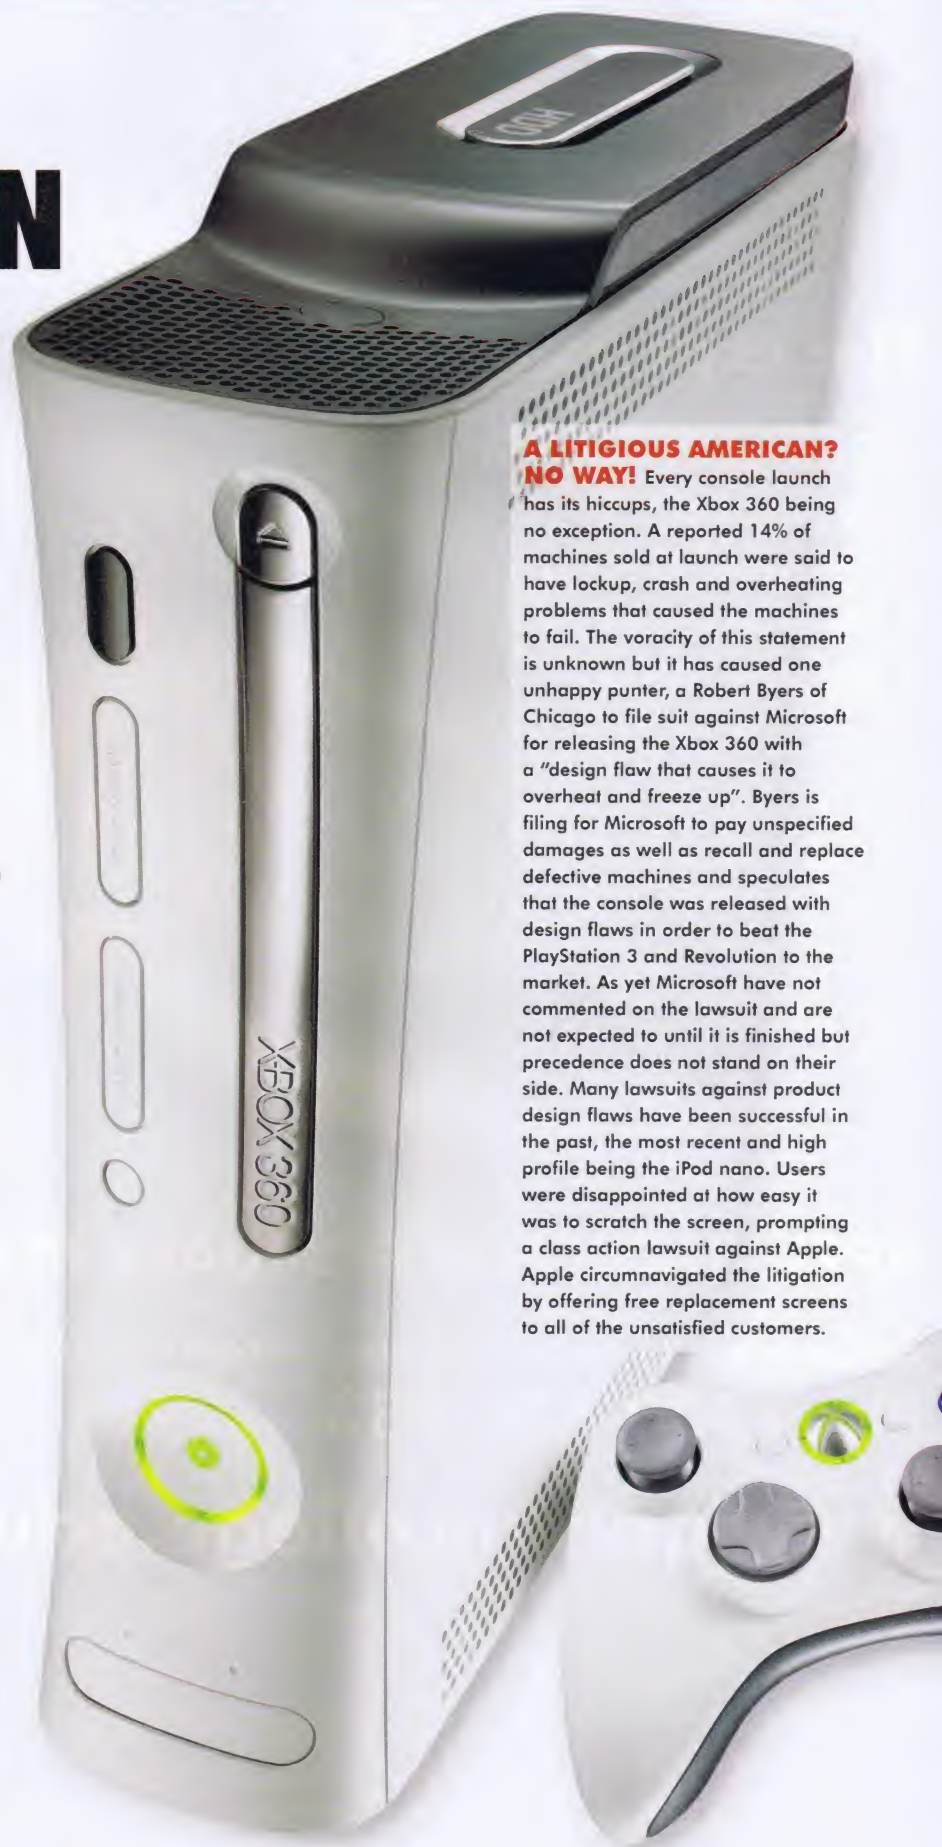 N
HDD
A LITIGIOUS AMERICAN?
NO WAY! Every console launch
has its hiccups, the Xbox 360 being
no exception. A reported 14% of
machines sold at launch were said to
have lockup, crash and overheating
problems that caused the machines
to fail. The voracity of this statement
is unknown but it has caused one
unhappy punter, a Robert Byers of
Chicago to file suit against Microsoft
for releasing the Xbox 360 with
a “design flaw that causes it to
overheat and freeze up”. Byers is
filing for Microsoft to pay unspecified
damages as well as recall and replace
defective machines and speculates
that the console was released with
design flaws in order to beat the
PlayStation 3 and Revolution to the
market. As yet Microsoft have not
commented on the lawsuit and are
not expected to until it is finished but
precedence does not stand on their
side. Many lawsuits against product
design flaws have been successful in
the past, the most recent and high
profile being the iPod nano. Users
were disappointed at how easy it
was to scratch the screen, prompting
a class action lawsuit against Apple.
Apple circumnavigated the litigation
by offering free replacement screens
to all of the unsatisfied customers.
XBOX 360